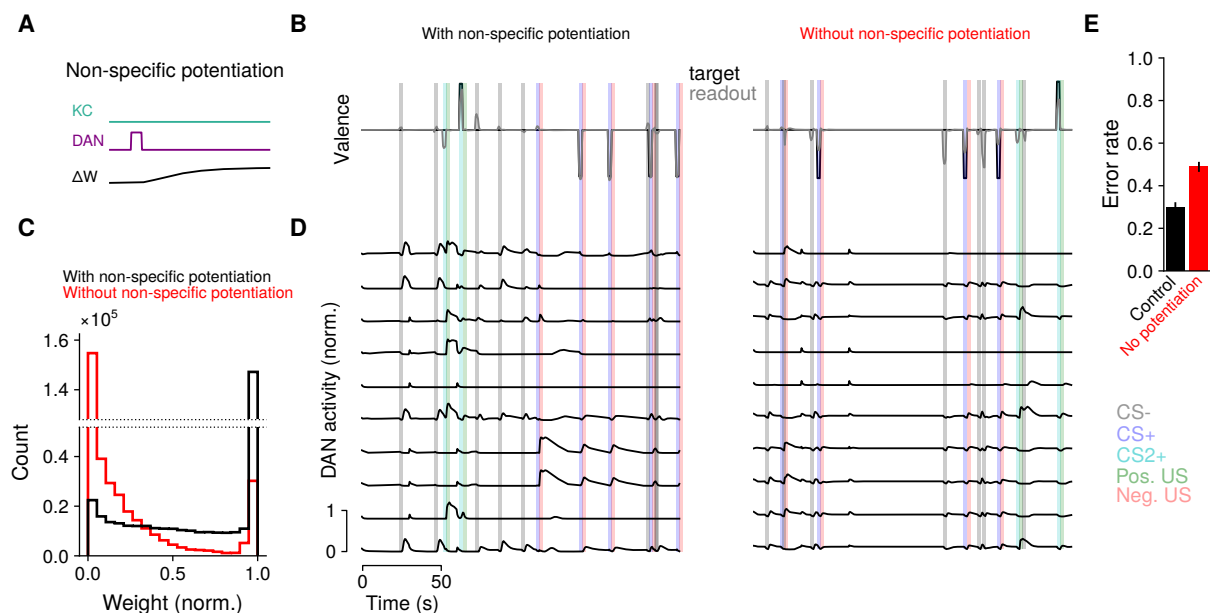 A
Non-specific potentiation
KC
DAN
ΔW
B
With non-specific potentiation
Without non-specific potentiation
target
readout
Valence
E
Error rate
1.0
0.8
0.6
0.4
0.2
0.0
Control
No potentiation
C
With non-specific potentiation
Without non-specific potentiation
×10⁵
1.6
1.4
0.4
0.2
0.0
Count
0.0
0.5
1.0
Weight (norm.)
D
DAN activity (norm.)
1
0
0
50
Time (s)
CS-
CS+
CS2+
Pos. US
Neg. US